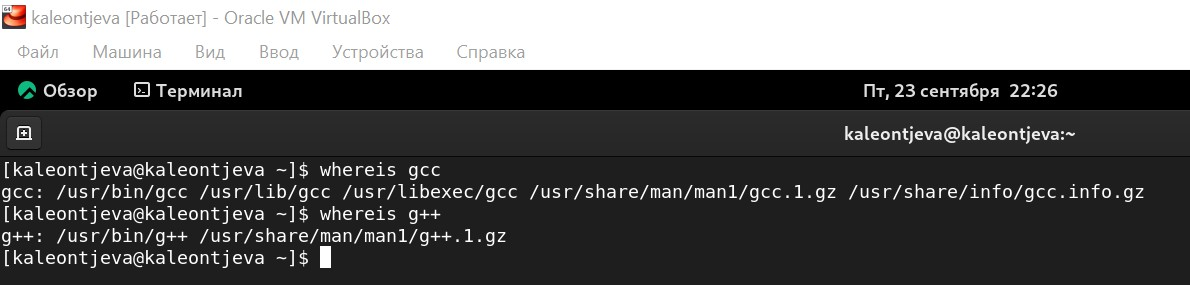 kaleontjeva [Работает] - Oracle VM VirtualBox
Файл Машина Вид Ввод Устройства Справка
Обзор Терминал Пт, 23 сентября 22:26
kaleontjeva@kaleontjeva:~
[kaleontjeva@kaleontjeva ~]$ whereis gcc
gcc: /usr/bin/gcc /usr/lib/gcc /usr/libexec/gcc /usr/share/man/man1/gcc.1.gz /usr/share/info/gcc.info.gz
[kaleontjeva@kaleontjeva ~]$ whereis g++
g++: /usr/bin/g++ /usr/share/man/man1/g++.1.gz
[kaleontjeva@kaleontjeva ~]$